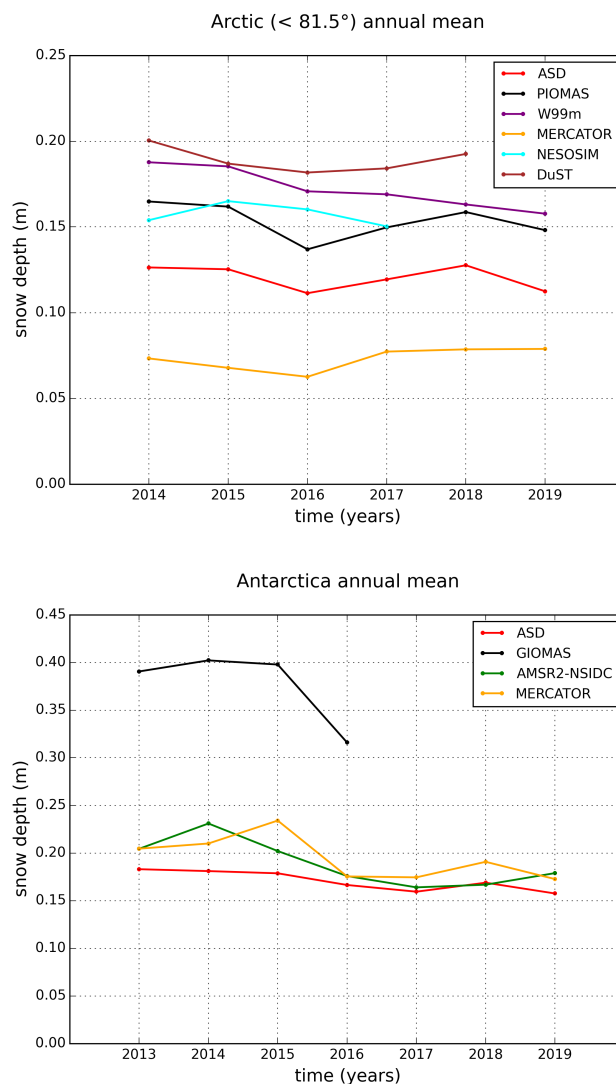 Arctic (< 81.5°) annual mean
0.25
0.20
0.15
0.10
0.05
0.00
snow depth (m)
ASD
PIOMAS
W99m
MERCATOR
NESOSIM
DuST
2014 2015 2016 2017 2018 2019
time (years)
Antarctica annual mean
0.45
0.40
0.35
0.30
0.25
0.20
0.15
0.10
0.05
0.00
snow depth (m)
ASD
GIOMAS
AMSR2-NSIDC
MERCATOR
2013 2014 2015 2016 2017 2018 2019
time (years)